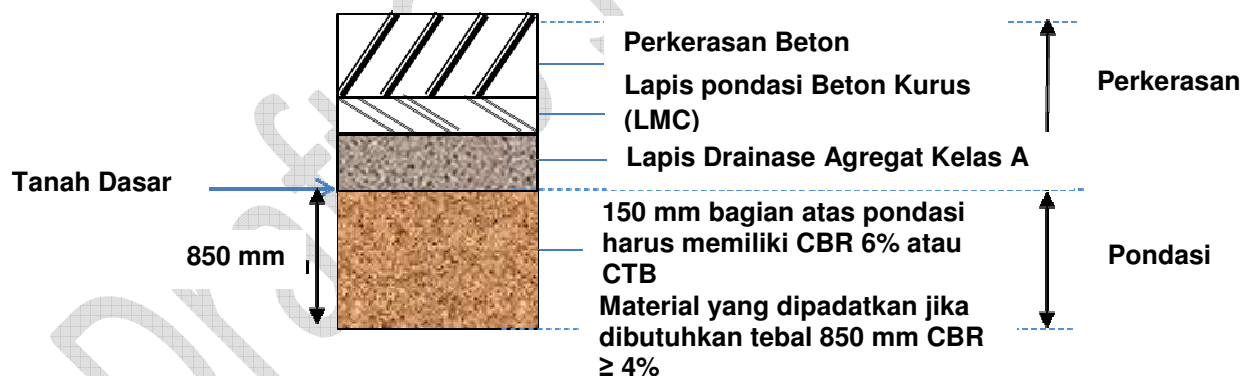 Perkerasan Beton
Lapis pondasi Beton Kurus
(LMC)
Perkerasan
Lapis Drainase Agregat Kelas A
Tanah Dasar
150 mm bagian atas pondasi
harus memiliki CBR 6% atau
CTB
850 mm
Pondasi
Material yang dipadatkan jika
dibutuhkan tebal 850 mm CBR
≥ 4%
Draft